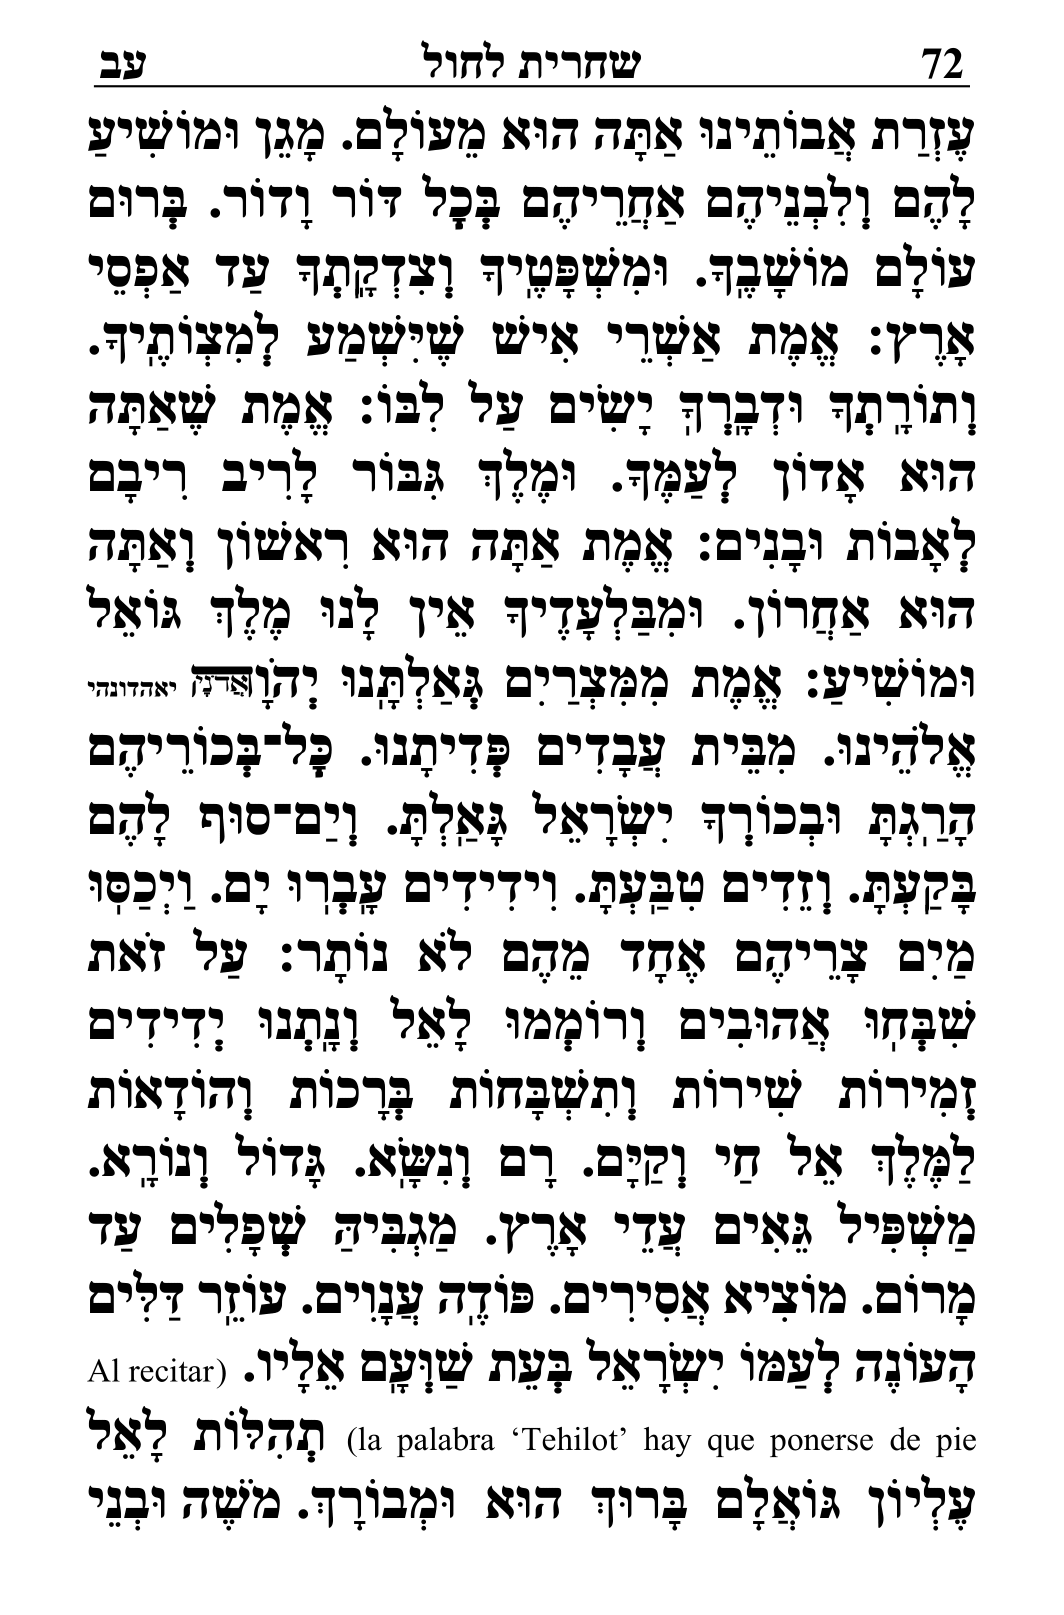 72 שחרית לחול עב
עֶזְרַת אֲבוֹתֵינוּ אַתָּה הוּא מֵעוֹלָם. מָגֵן וּמוֹשִׁיעַ
לָהֶם וְלִבְנֵיהֶם אַחֲרֵיהֶם בְּכָל דּוֹר וָדוֹר. בְּרוּם
עוֹלָם מוֹשָׁבֶךָ. וּמִשְׁפָּטֶיךָ וְצִדְקָתְךָ עַד אַפְסֵי
אָרֶץ: אֱמֶת אַשְׁרֵי אִישׁ שֶׁיִּשְׁמַע לְמִצְוֹתֶיךָ.
וְתוֹרָתְךָ וּדְבָרְךָ יָשִׂים עַל לִבּוֹ: אֱמֶת שֶׁאַתָּה
הוּא אָדוֹן לְעַמֶּךָ. וּמֶלֶךְ גִּבּוֹר לָרִיב רִיבָם
לְאָבוֹת וּבָנִים: אֱמֶת אַתָּה הוּא רִאשׁוֹן וְאַתָּה
הוּא אַחֲרוֹן. וּמִבַּלְעָדֶיךָ אֵין לָנוּ מֶלֶךְ גּוֹאֵל
וּמוֹשִׁיעַ: אֱמֶת מִמִּצְרַיִם גְּאַלְתָּנוּ יְהֹוָהאֲדֹנָי יאהדונהי
אֱלֹהֵינוּ. מִבֵּית עֲבָדִים פְּדִיתָנוּ. כָּל־בְּכוֹרֵיהֶם
הָרַגְתָּ וּבְכוֹרְךָ יִשְׂרָאֵל גָּאַלְתָּ. וְיַם־סוּף לָהֶם
בָּקַעְתָּ. וְזֵדִים טִבַּעְתָּ. וִידִידִים עָבְרוּ יָם. וַיְכַסּוּ
מַיִם צָרֵיהֶם אֶחָד מֵהֶם לֹא נוֹתָר: עַל זֹאת
שִׁבְּחוּ אֲהוּבִים וְרוֹמְמוּ לָאֵל וְנָתְנוּ יְדִידִים
זְמִירוֹת שִׁירוֹת וְתִשְׁבָּחוֹת בְּרָכוֹת וְהוֹדָאוֹת
לַמֶּלֶךְ אֵל חַי וְקַיָּם. רָם וְנִשָּׂא. גָּדוֹל וְנוֹרָא.
מַשְׁפִּיל גֵּאִים עֲדֵי אָרֶץ. מַגְבִּיהַּ שְׁפָלִים עַד
מָרוֹם. מוֹצִיא אֲסִירִים. פּוֹדֶה עֲנָוִים. עוֹזֵר דַּלִּים
הָעוֹנֶה לְעַמּוֹ יִשְׂרָאֵל בְּעֵת שַׁוְּעָם אֵלָיו. (Al recitar
la palabra ‘Tehilot’ hay que ponerse de pie) תְּהִלּוֹת לָאֵל
עֶלְיוֹן גּוֹאֲלָם בָּרוּךְ הוּא וּמְבוֹרָךְ. מֹשֶׁה וּבְנֵי